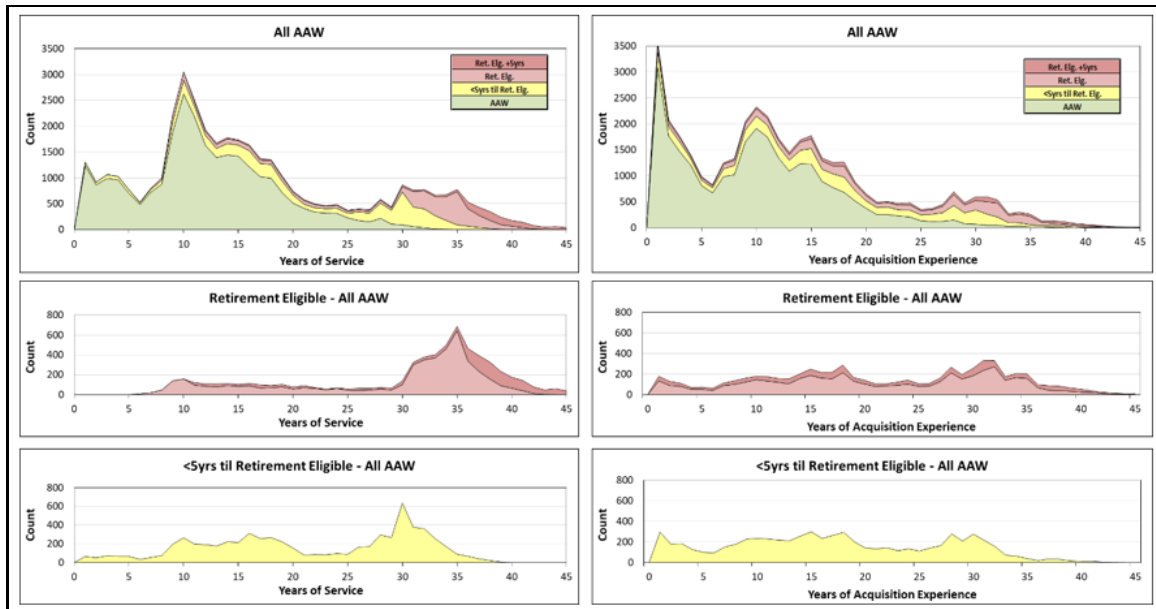 All AAW
3500
3000
2500
2000
1500
1000
500
0
Count
Ret. Elg. +5yrs
Ret. Elg.
<5yrs til Ret. Elg.
AAW
0 5 10 15 20 25 30 35 40 45
Years of Service
All AAW
3500
3000
2500
2000
1500
1000
500
0
Count
Ret. Elg. +5yrs
Ret. Elg.
<5yrs til Ret. Elg.
AAW
0 5 10 15 20 25 30 35 40 45
Years of Acquisition Experience
Retirement Eligible - All AAW
800
600
400
200
0
Count
0 5 10 15 20 25 30 35 40 45
Years of Service
Retirement Eligible - All AAW
800
600
400
200
0
Count
0 5 10 15 20 25 30 35 40 45
Years of Acquisition Experience
<5yrs til Retirement Eligible - All AAW
800
600
400
200
0
Count
0 5 10 15 20 25 30 35 40 45
Years of Service
<5yrs til Retirement Eligible - All AAW
800
600
400
200
0
Count
0 5 10 15 20 25 30 35 40 45
Years of Acquisition Experience